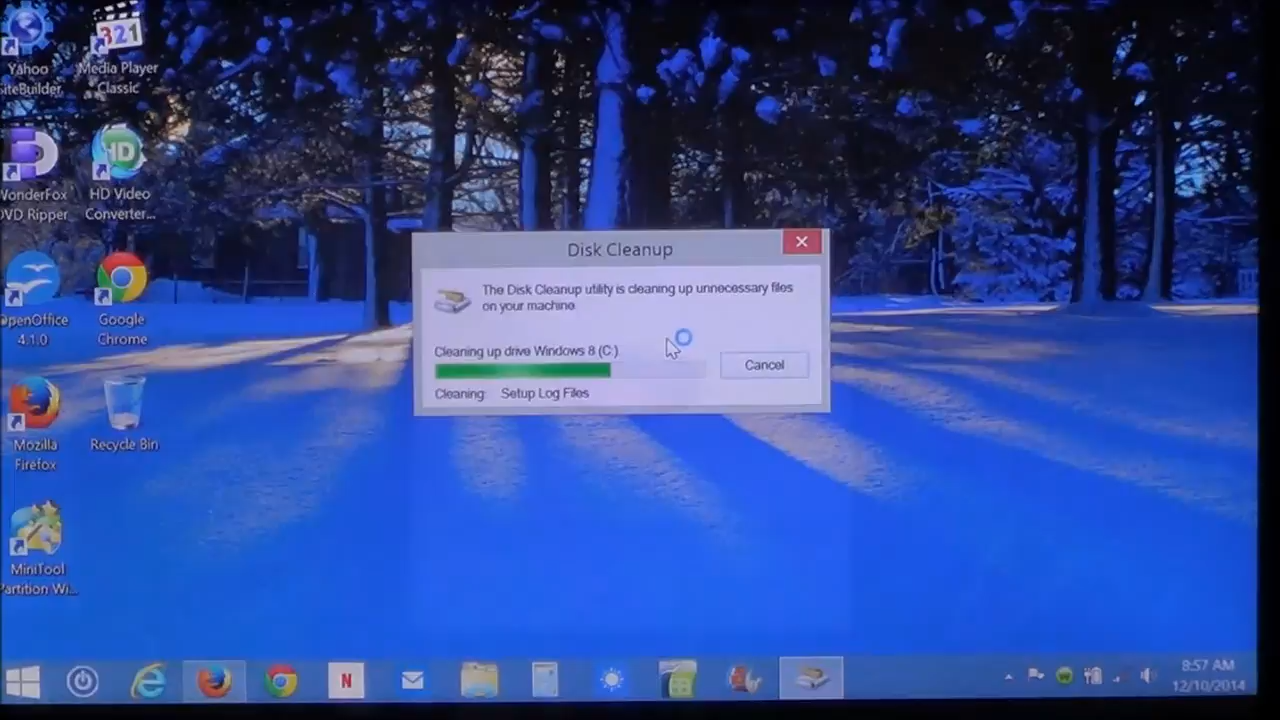 Yahoo
SiteBuilder
321
Media Player
Classic
WonderFox
DVD Ripper
HD
HD Video
Converter...
OpenOffice
4.1.0
Google
Chrome
Mozilla
Firefox
Recycle Bin
MiniTool
Partition Wi...
Disk Cleanup
The Disk Cleanup utility is cleaning up unnecessary files
on your machine
Cleaning up drive Windows 8 (C:)
Cancel
Cleaning: Setup Log Files
N
8:57 AM
12/10/2014